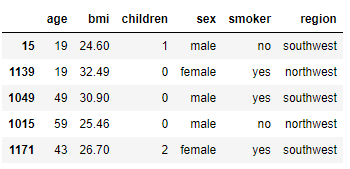 age bmi children sex smoker region
15 19 24.60 1 male no southwest
1139 19 32.49 0 female yes northwest
1049 49 30.90 0 male yes southwest
1015 59 25.46 0 male no northwest
1171 43 26.70 2 female yes southwest